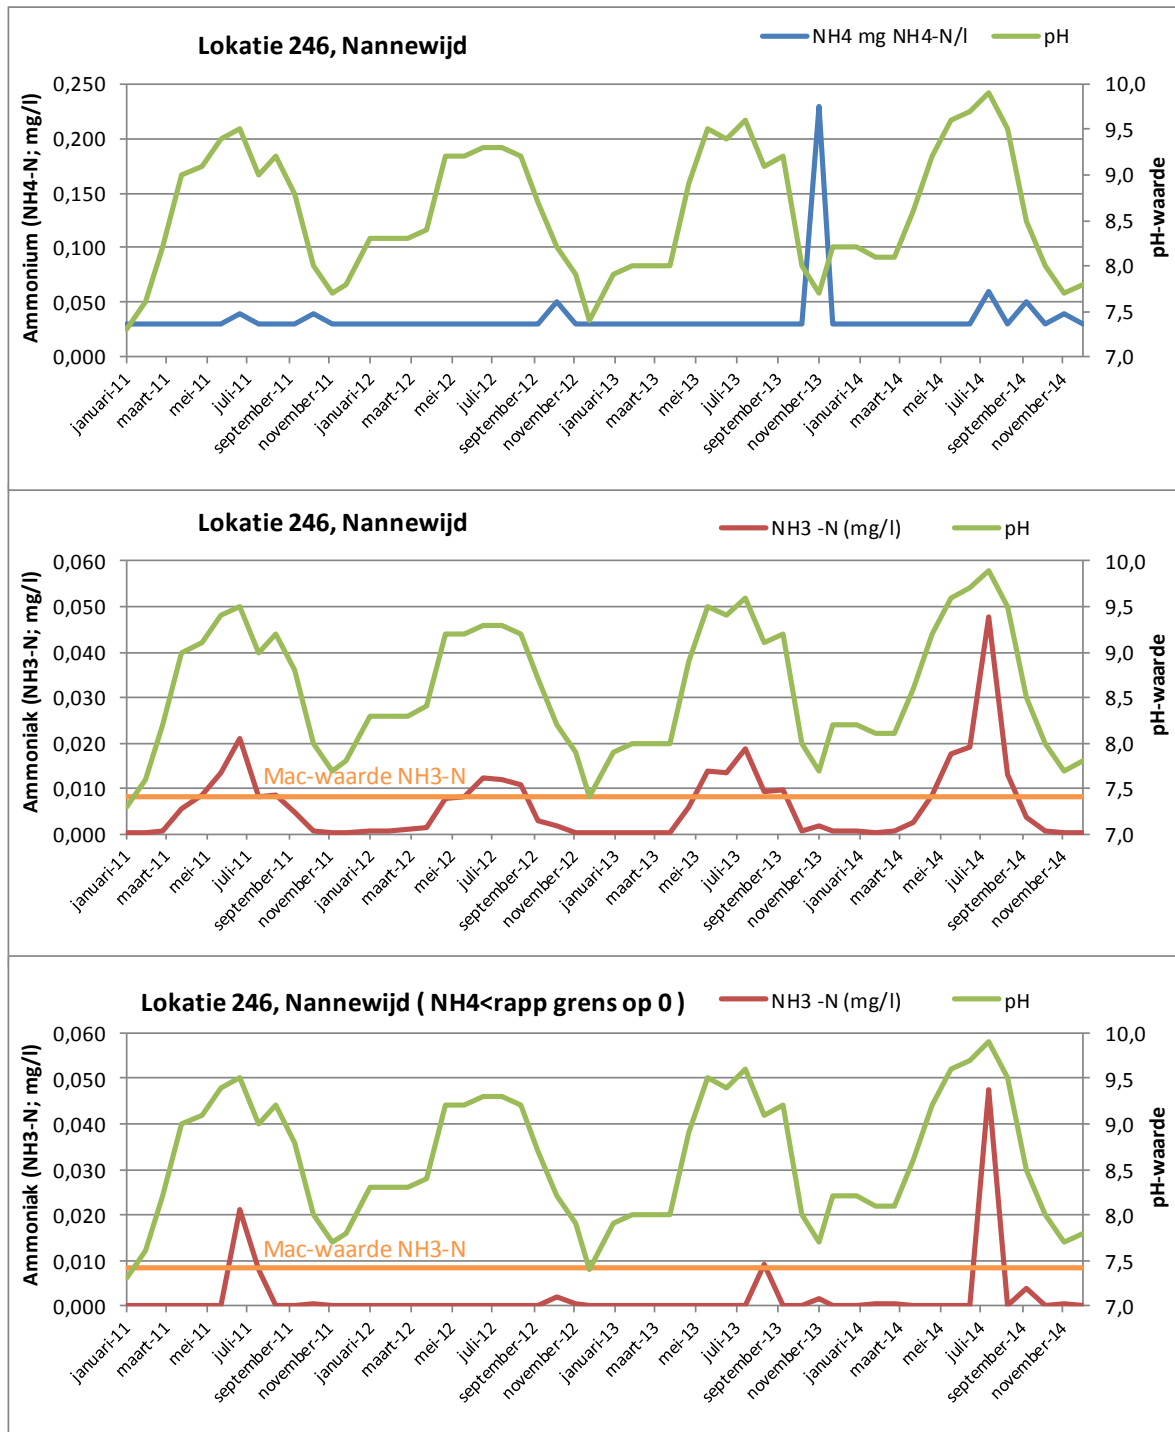 Lokatie 246, Nannewijd
NH4 mg NH4-N/l pH
Ammonium (NH4-N; mg/l)
0,250
0,200
0,150
0,100
0,050
0,000
10,0
9,5
9,0
8,5
8,0
7,5
7,0
pH-waarde
januari-11 maart-11 mei-11 juli-11 september-11 november-11 januari-12 maart-12 mei-12 juli-12 september-12 november-12 januari-13 maart-13 mei-13 juli-13 september-13 november-13 januari-14 maart-14 mei-14 juli-14 september-14 november-14
Lokatie 246, Nannewijd
NH3 -N (mg/l) pH
Ammoniak (NH3-N; mg/l)
0,060
0,050
0,040
0,030
0,020
0,010
0,000
Mac-waarde NH3-N
10,0
9,5
9,0
8,5
8,0
7,5
7,0
pH-waarde
januari-11 maart-11 mei-11 juli-11 september-11 november-11 januari-12 maart-12 mei-12 juli-12 september-12 november-12 januari-13 maart-13 mei-13 juli-13 september-13 november-13 januari-14 maart-14 mei-14 juli-14 september-14 november-14
Lokatie 246, Nannewijd ( NH4<rapp grens op 0 )
NH3 -N (mg/l) pH
Ammoniak (NH3-N; mg/l)
0,060
0,050
0,040
0,030
0,020
0,010
0,000
Mac-waarde NH3-N
10,0
9,5
9,0
8,5
8,0
7,5
7,0
pH-waarde
januari-11 maart-11 mei-11 juli-11 september-11 november-11 januari-12 maart-12 mei-12 juli-12 september-12 november-12 januari-13 maart-13 mei-13 juli-13 september-13 november-13 januari-14 maart-14 mei-14 juli-14 september-14 november-14